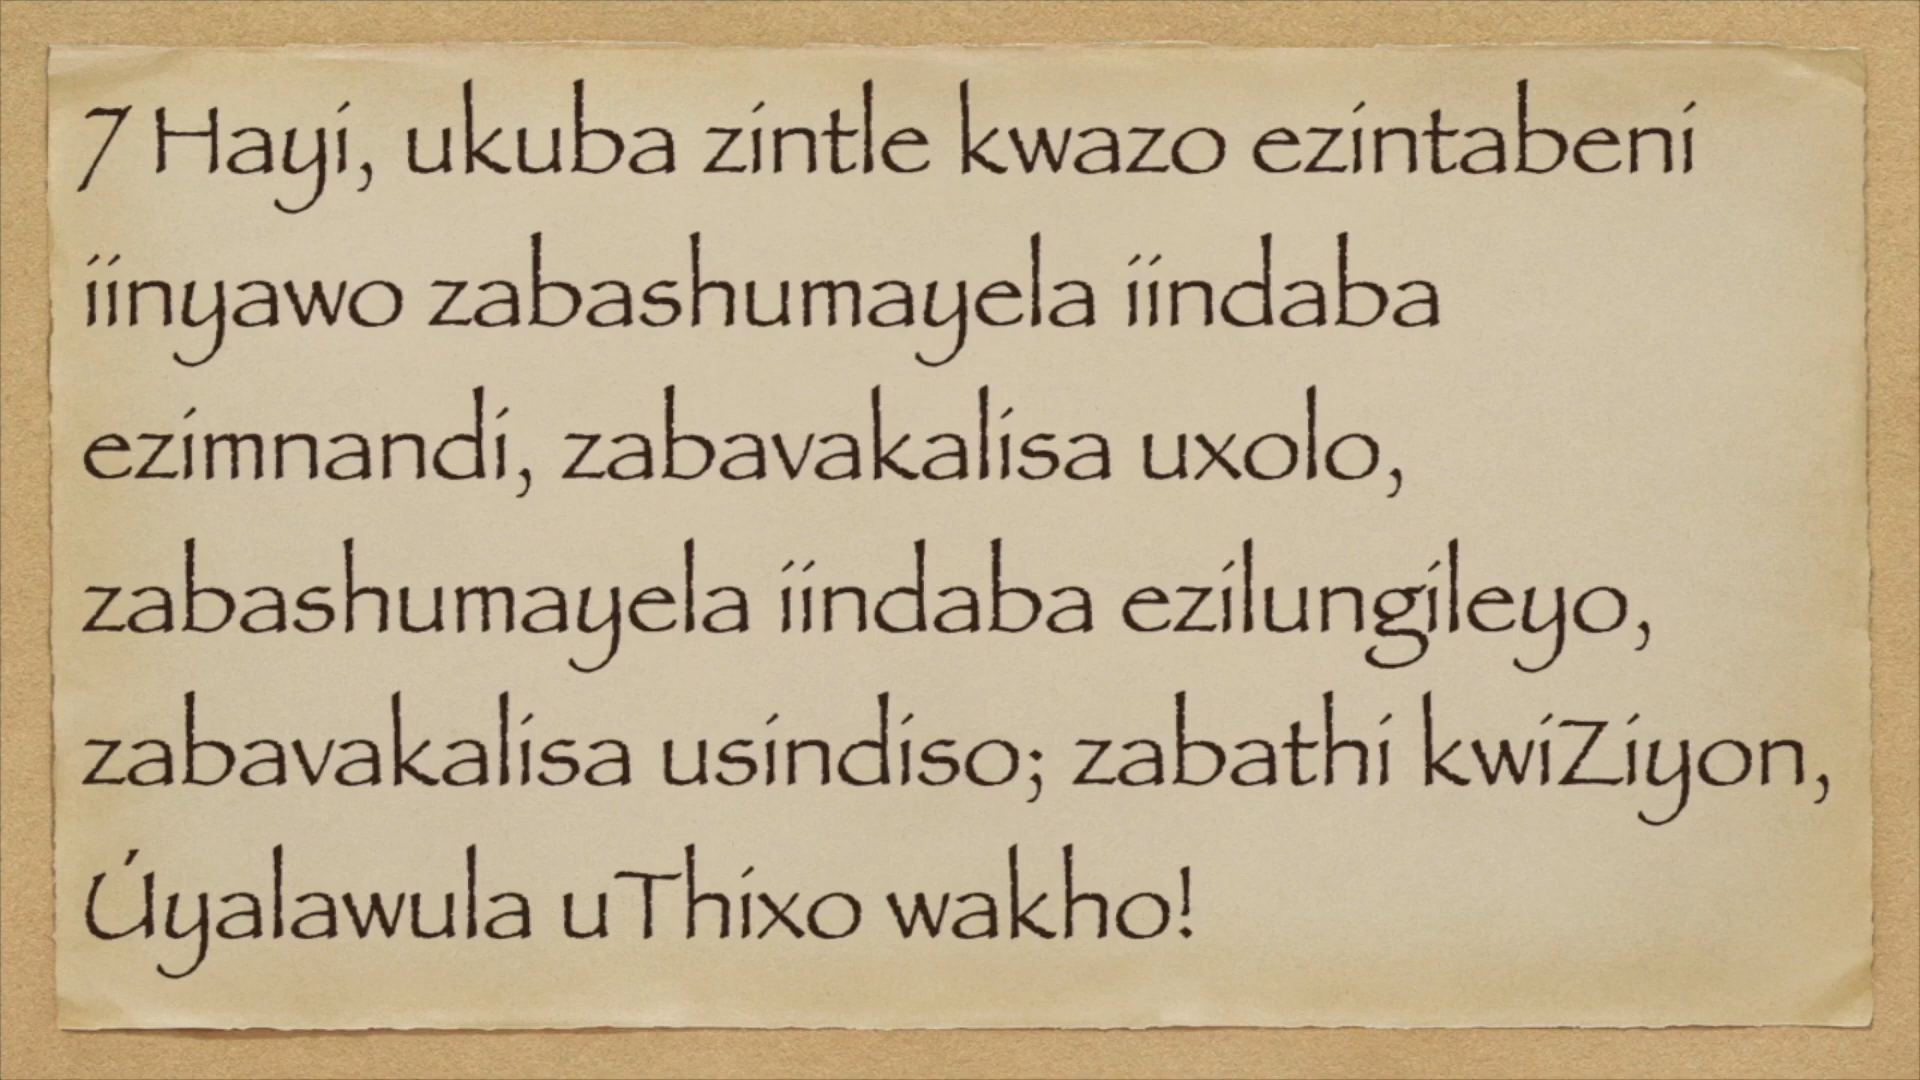 7 Hayi, ukuba zintle kwazo ezintabeni
iinyawo zabashumayela iindaba
ezimnandi, zabavakalisa uxolo,
zabashumayela iindaba ezilungileyo,
zabavakalisa usindiso; zabathi kwiZiyon,
Úyalawula uThixo wakho!